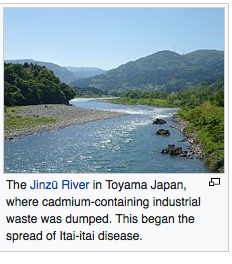 The Jinzū River in Toyama Japan,
where cadmium-containing industrial
waste was dumped. This began the
spread of Itai-itai disease.